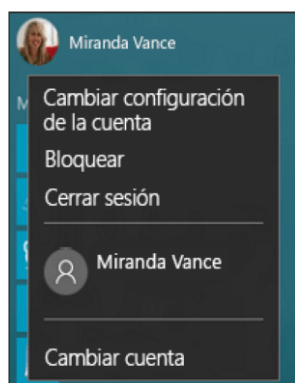 Miranda Vance
M
Cambiar configuración
de la cuenta
Bloquear
Cerrar sesión
Miranda Vance
Cambiar cuenta